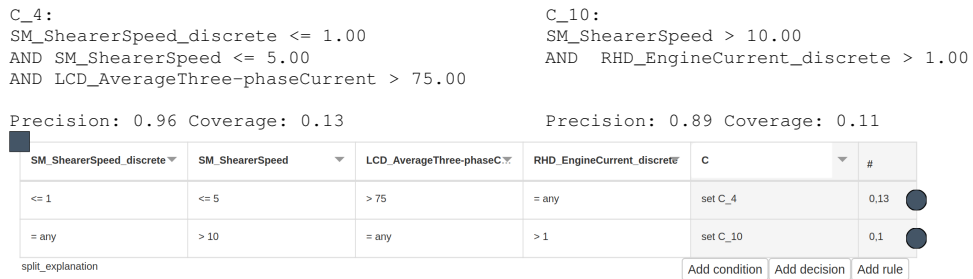 C_4:
SM_ShearerSpeed_discrete <= 1.00
AND SM_ShearerSpeed <= 5.00
AND LCD_AverageThree-phaseCurrent > 75.00
Precision: 0.96 Coverage: 0.13
C_10:
SM_ShearerSpeed > 10.00
AND RHD_EngineCurrent_discrete > 1.00
Precision: 0.89 Coverage: 0.11
SM_ShearerSpeed_discrete SM_ShearerSpeed LCD_AverageThree-phaseC... RHD_EngineCurrent_discrete C #
<= 1 <= 5 > 75 = any set C_4 0,13
= any > 10 = any > 1 set C_10 0,1
split_explanation Add condition Add decision Add rule